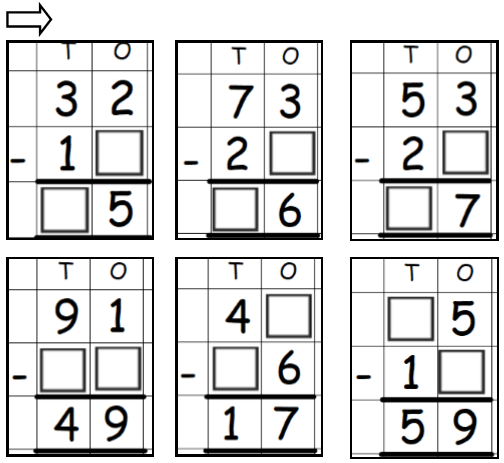 T O
3 2
- 1 □
□ 5
T O
7 3
- 2 □
□ 6
T O
5 3
- 2 □
□ 7
T O
9 1
- □ □
4 9
T O
4 □
- □ 6
1 7
T O
□ 5
- 1 □
5 9